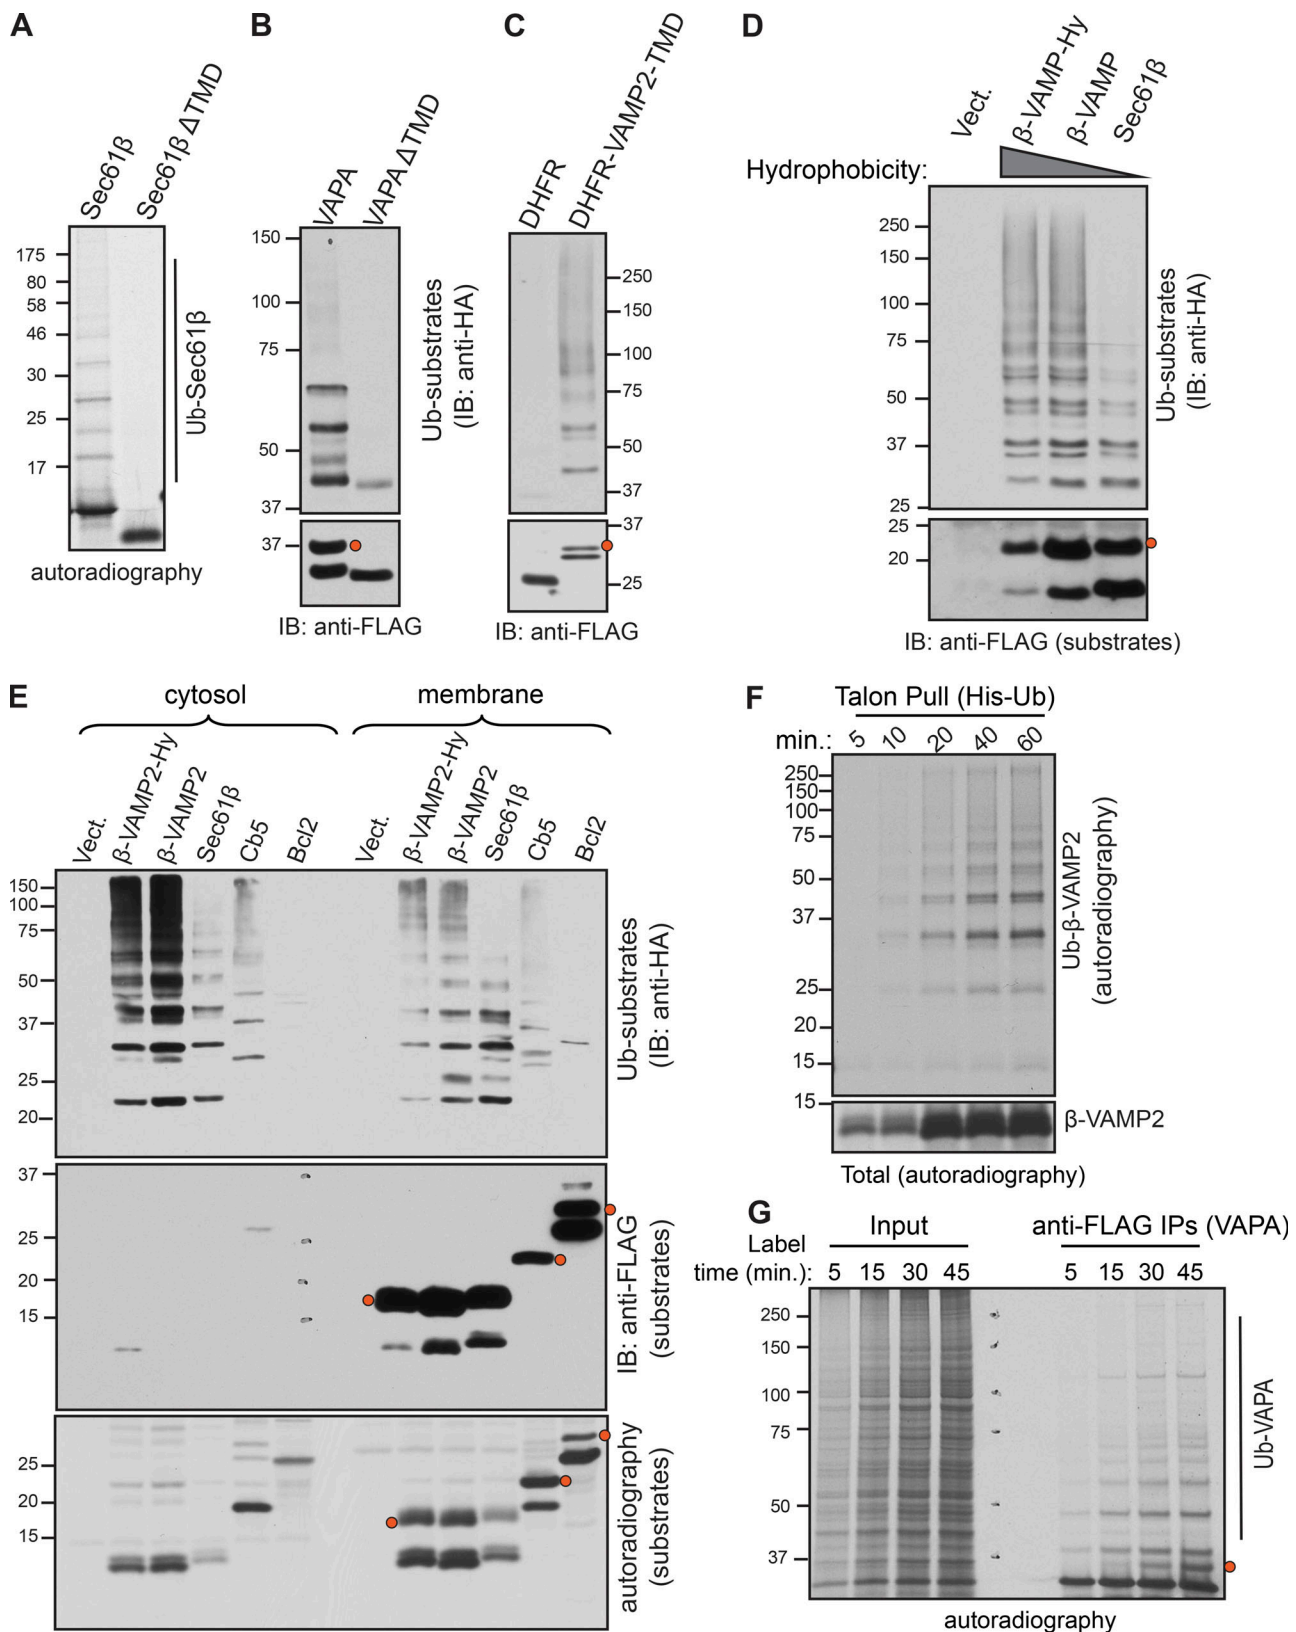 A
Sec61β
Sec61β ΔTMD
175
80
58
46
30
25
17
Ub-Sec61β
autoradiography
B
VAPA
VAPA ΔTMD
150
100
75
50
37
37
Ub-substrates
(IB: anti-HA)
IB: anti-FLAG
C
DHFR
DHFR-VAMP2-TMD
250
150
100
75
50
37
37
25
IB: anti-FLAG
D
Vect.
β-VAMP-Hy
β-VAMP
Sec61β
Hydrophobicity:
250
150
100
75
50
37
25
25
20
Ub-substrates
(IB: anti-HA)
IB: anti-FLAG (substrates)
E
cytosol
membrane
Vect.
β-VAMP2-Hy
β-VAMP2
Sec61β
Cb5
Bcl2
Vect.
β-VAMP2-Hy
β-VAMP2
Sec61β
Cb5
Bcl2
150
100
75
50
37
25
20
Ub-substrates
(IB: anti-HA)
37
25
20
15
IB: anti-FLAG
(substrates)
25
20
15
autoradiography
(substrates)
F
Talon Pull (His-Ub)
min.: 5 10 20 40 60
250
150
100
75
50
37
25
20
15
15
Ub-β-VAMP2
(autoradiography)
β-VAMP2
Total (autoradiography)
G
Input
anti-FLAG IPs (VAPA)
Label
time (min.): 5 15 30 45 5 15 30 45
250
150
100
75
50
37
Ub-VAPA
autoradiography